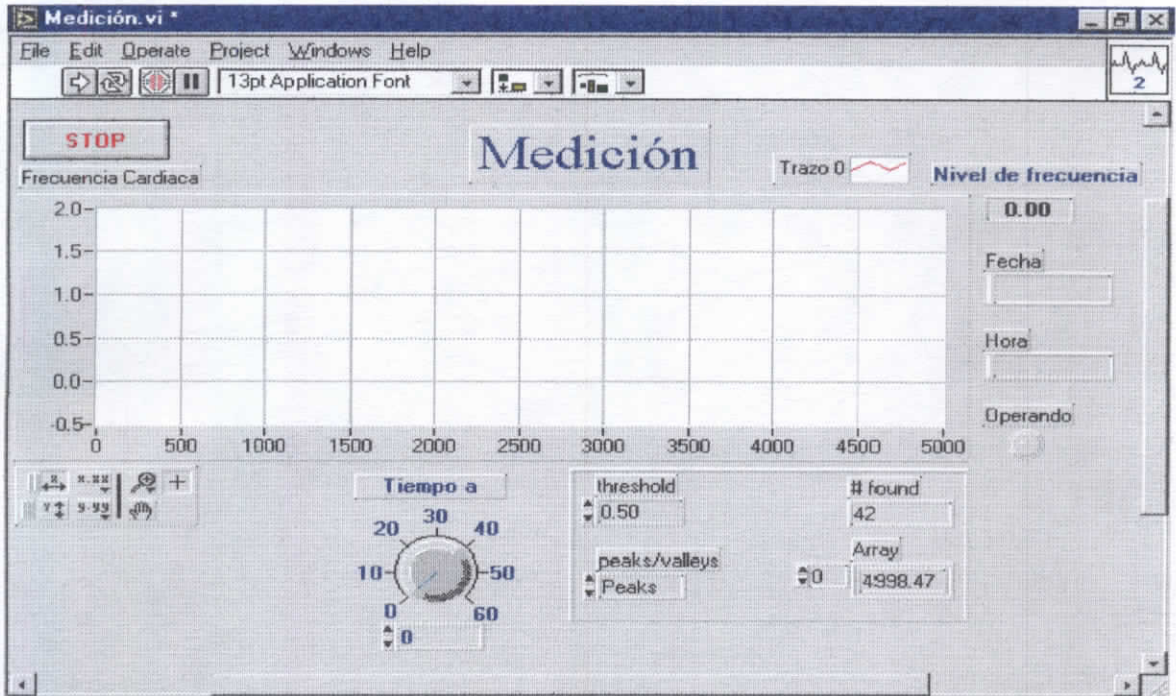 Medición.vi *
File Edit Operate Project Windows Help
13pt Application Font
2
STOP
Medición
Trazo 0
Nivel de frecuencia
Frecuencia Cardiaca
0.00
Fecha
Hora
Operando
2.0
1.5
1.0
0.5
0.0
-0.5
0 500 1000 1500 2000 2500 3000 3500 4000 4500 5000
x.xx
y.yy
Tiempo a
0 10 20 30 40 50 60
0
threshold
0.50
peaks/valleys
Peaks
# found
42
Array
0 4998.47